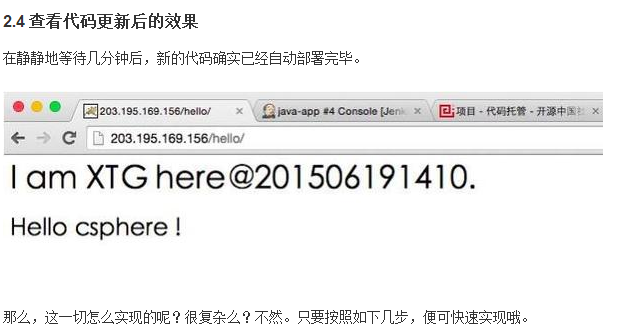 2.4 查看代码更新后的效果
在静静地等待几分钟后，新的代码确实已经自动部署完毕。
203.195.169.156/hello/ java-app #4 Console [Jenk 项目 - 代码托管 - 开源中国社
203.195.169.156/hello/
I am XTG here@201506191410.
Hello csphere !
那么，这一切怎么实现的呢？很复杂么？不然。只要按照如下几步，便可快速实现哦。